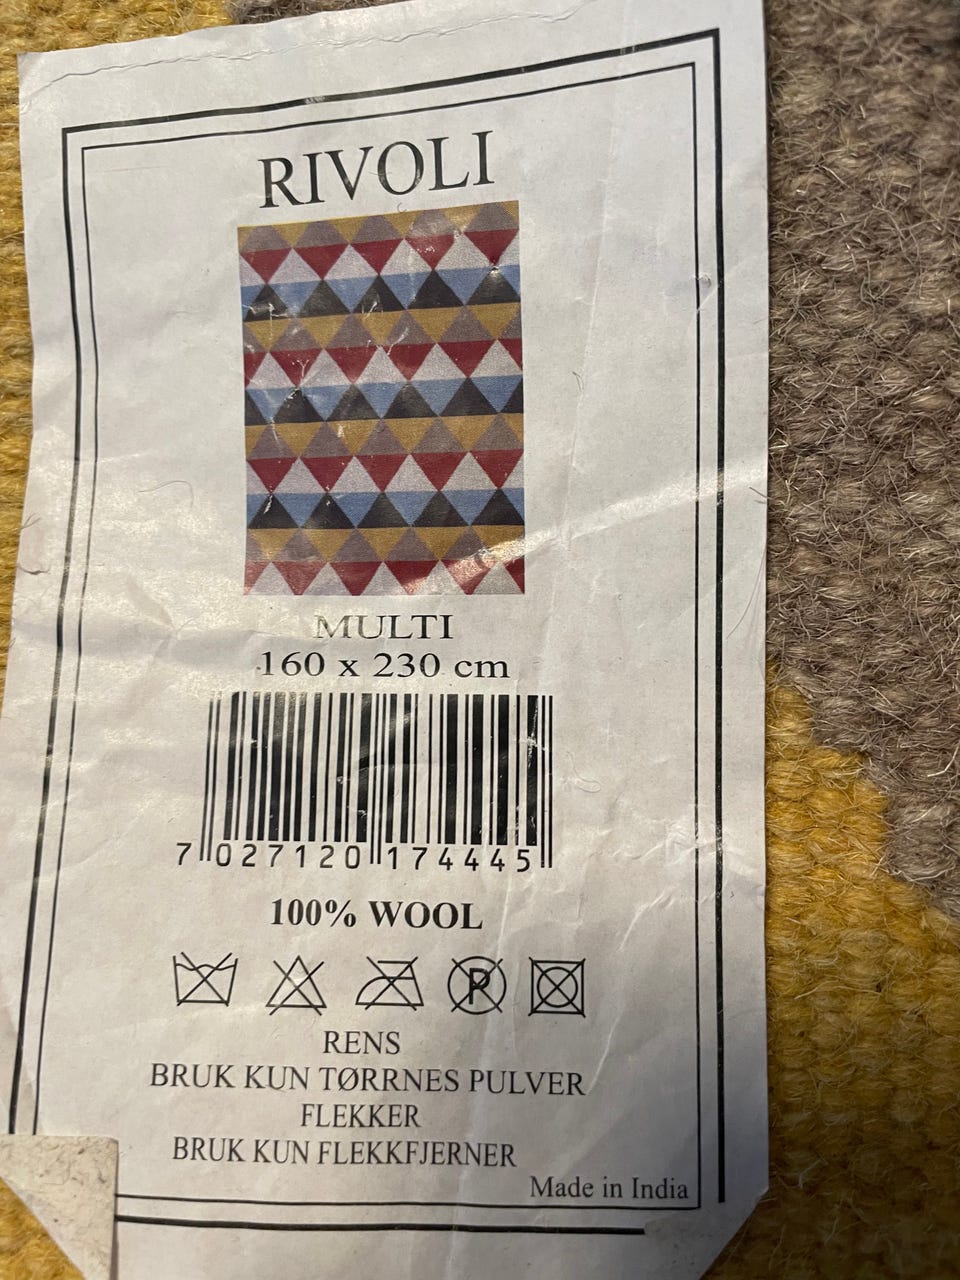 RIVOLI
MULTI
160 x 230 cm
7 027120 174445
100% WOOL
P
RENS
BRUK KUN TØRRNES PULVER
FLEKKER
BRUK KUN FLEKKFJERNER
Made in India